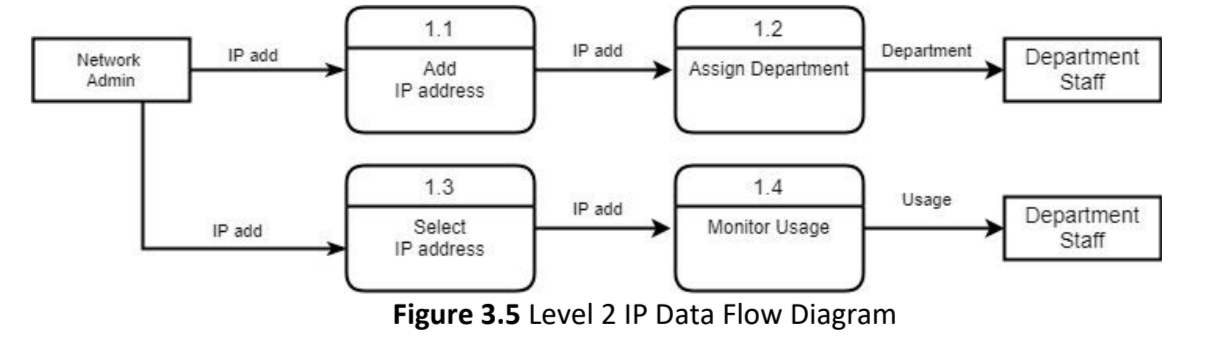 Network
Admin
IP add
1.1
Add
IP address
IP add
1.2
Assign Department
Department
Department
Staff
IP add
1.3
Select
IP address
IP add
1.4
Monitor Usage
Usage
Department
Staff
Figure 3.5 Level 2 IP Data Flow Diagram